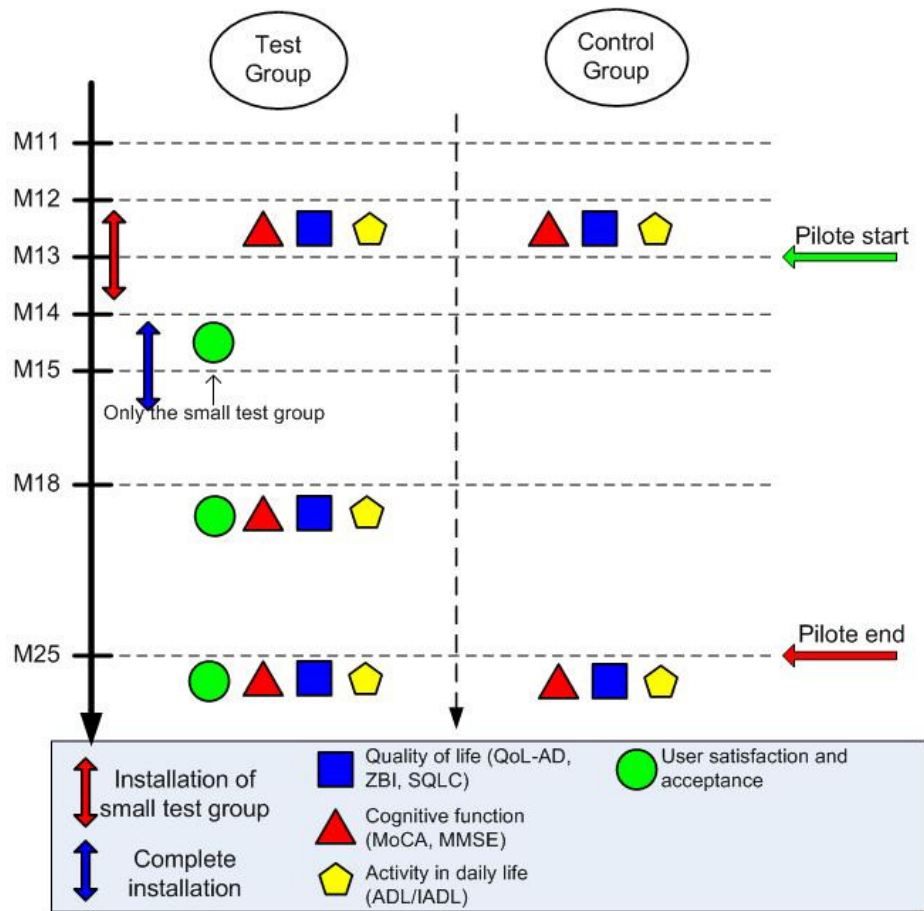 Test
Group
Control
Group
M11
M12
M13
Pilote start
M14
M15
Only the small test group
M18
M25
Pilote end
Installation of
small test group
Complete
installation
Quality of life (QoL-AD,
ZBI, SQLC)
Cognitive function
(MoCA, MMSE)
Activity in daily life
(ADL/IADL)
User satisfaction and
acceptance